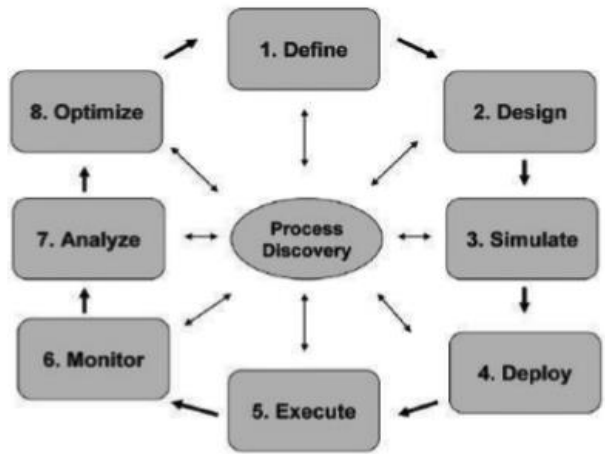 1. Define
2. Design
3. Simulate
4. Deploy
5. Execute
6. Monitor
7. Analyze
8. Optimize
Process
Discovery